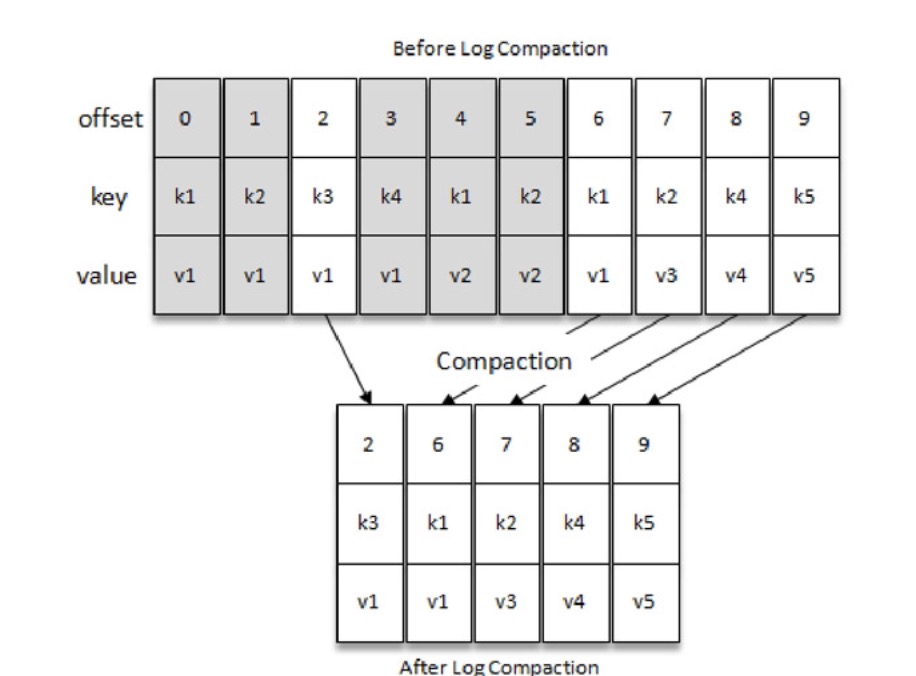 Before Log Compaction
offset 0 1 2 3 4 5 6 7 8 9
key k1 k2 k3 k4 k1 k2 k1 k2 k4 k5
value v1 v1 v1 v1 v2 v2 v1 v3 v4 v5
Compaction
2 6 7 8 9
k3 k1 k2 k4 k5
v1 v1 v3 v4 v5
After Log Compaction